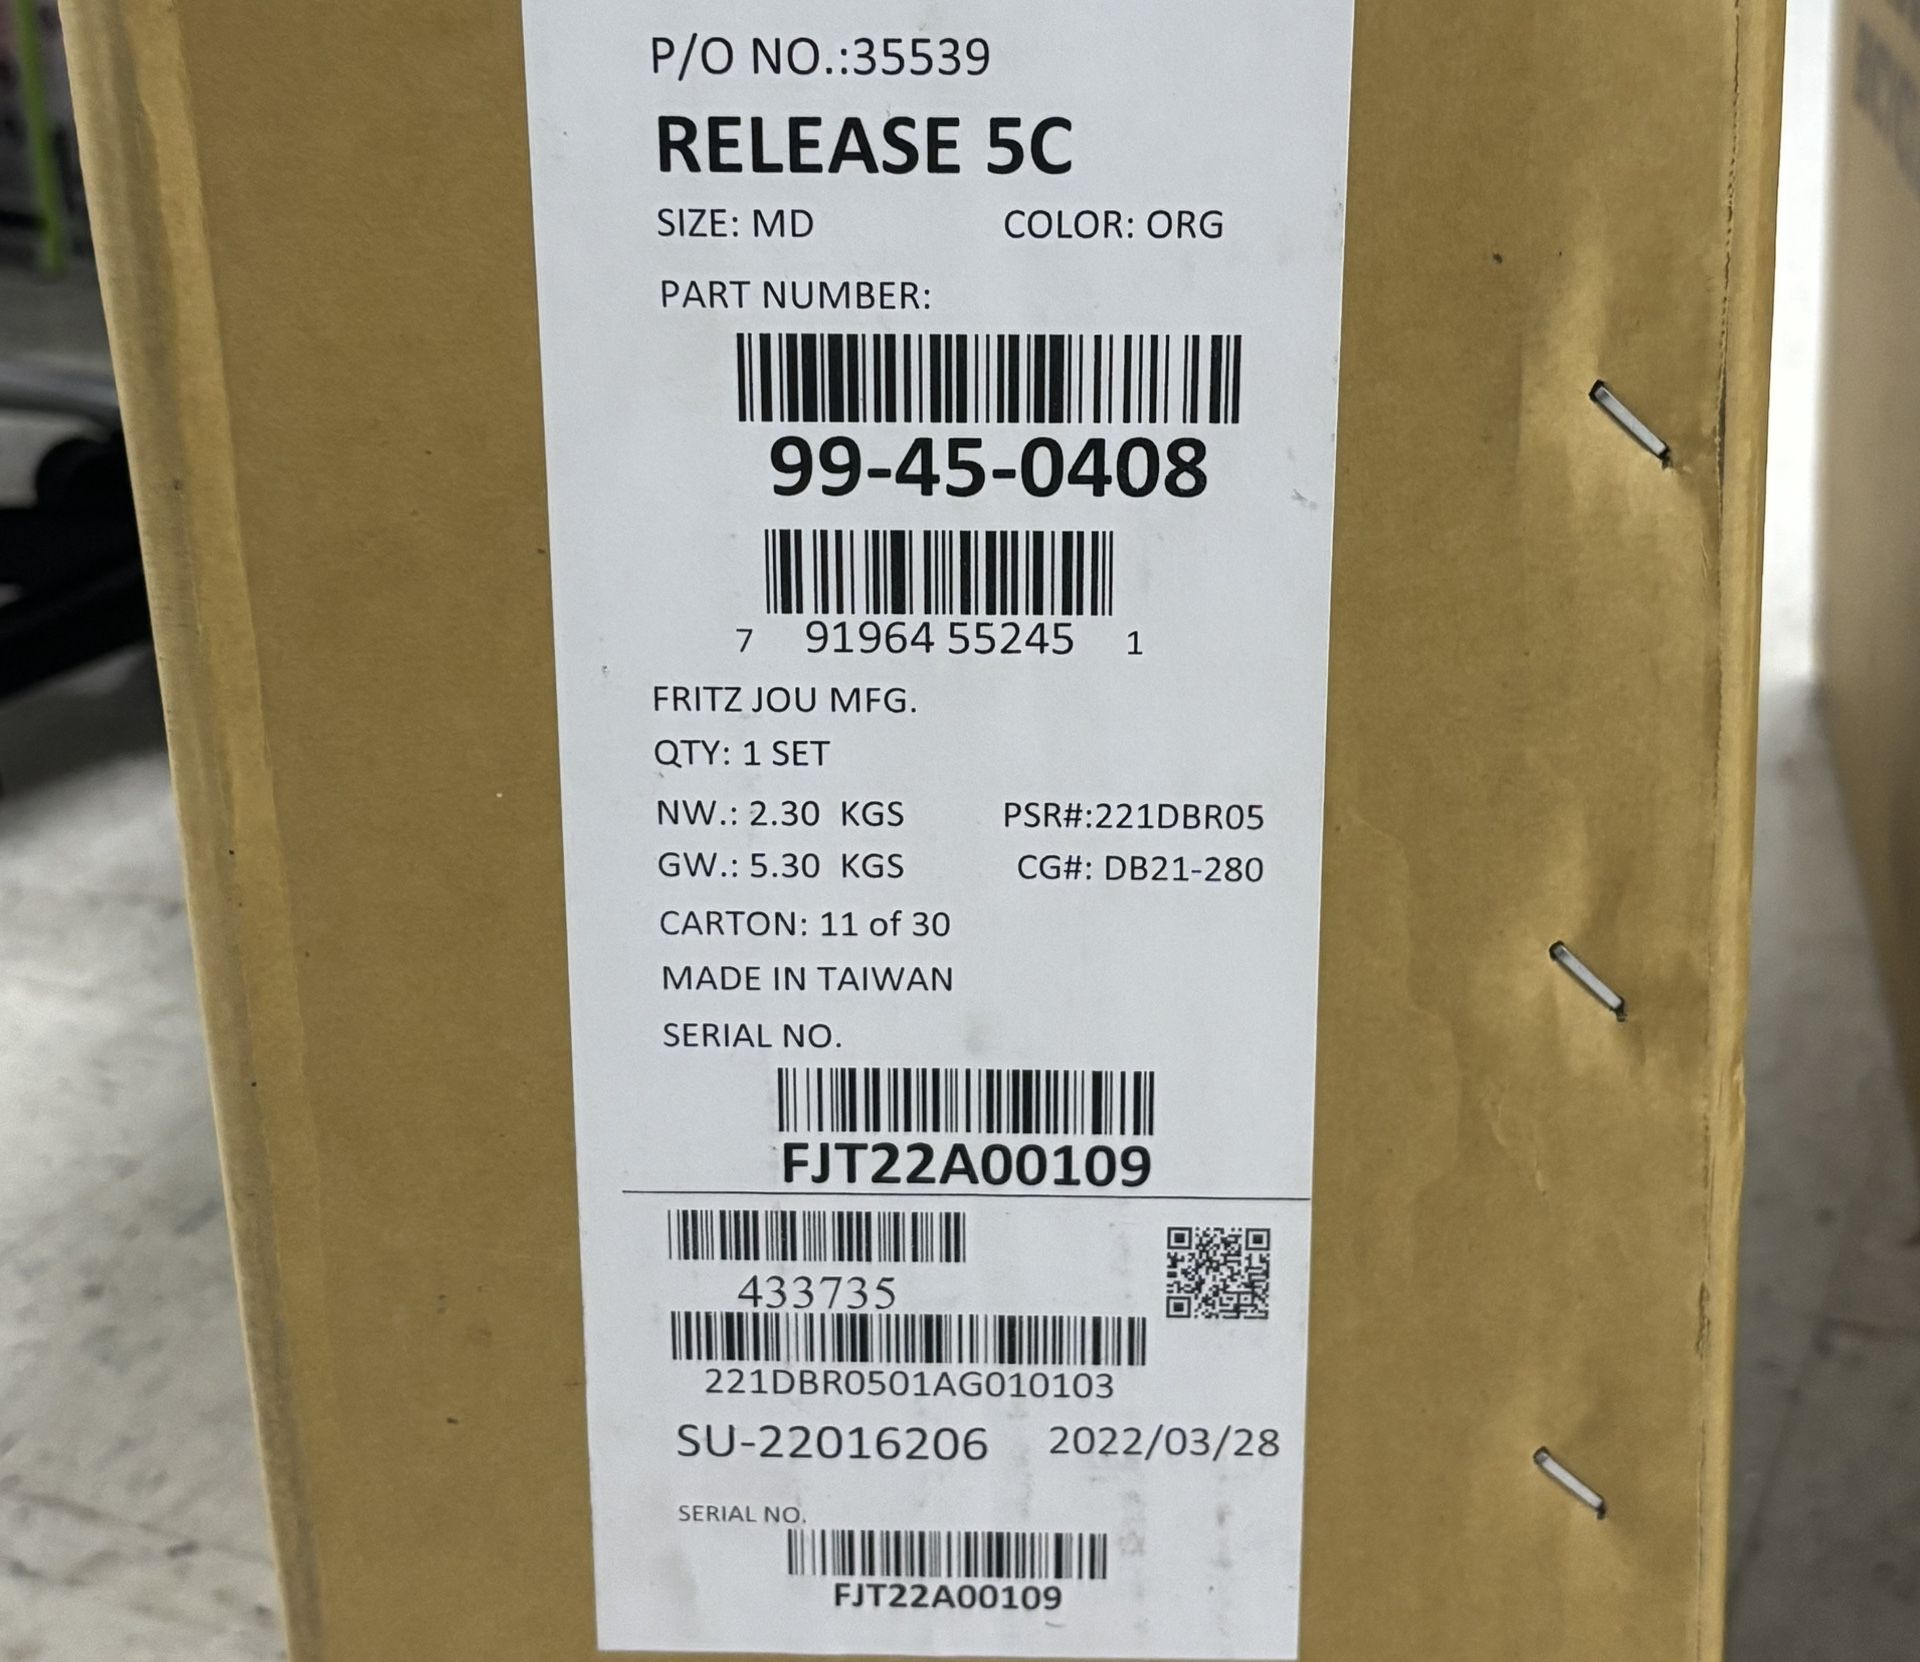 P/O NO.:35539
RELEASE 5C
SIZE: MD COLOR: ORG
PART NUMBER:
99-45-0408
7 91964 55245 1
FRITZ JOU MFG.
QTY: 1 SET
NW.: 2.30 KGS PSR#:221DBR05
GW.: 5.30 KGS CG#: DB21-280
CARTON: 11 of 30
MADE IN TAIWAN
SERIAL NO.
FJT22A00109
433735
221DBR0501AG010103
SU-22016206 2022/03/28
SERIAL NO.
FJT22A00109